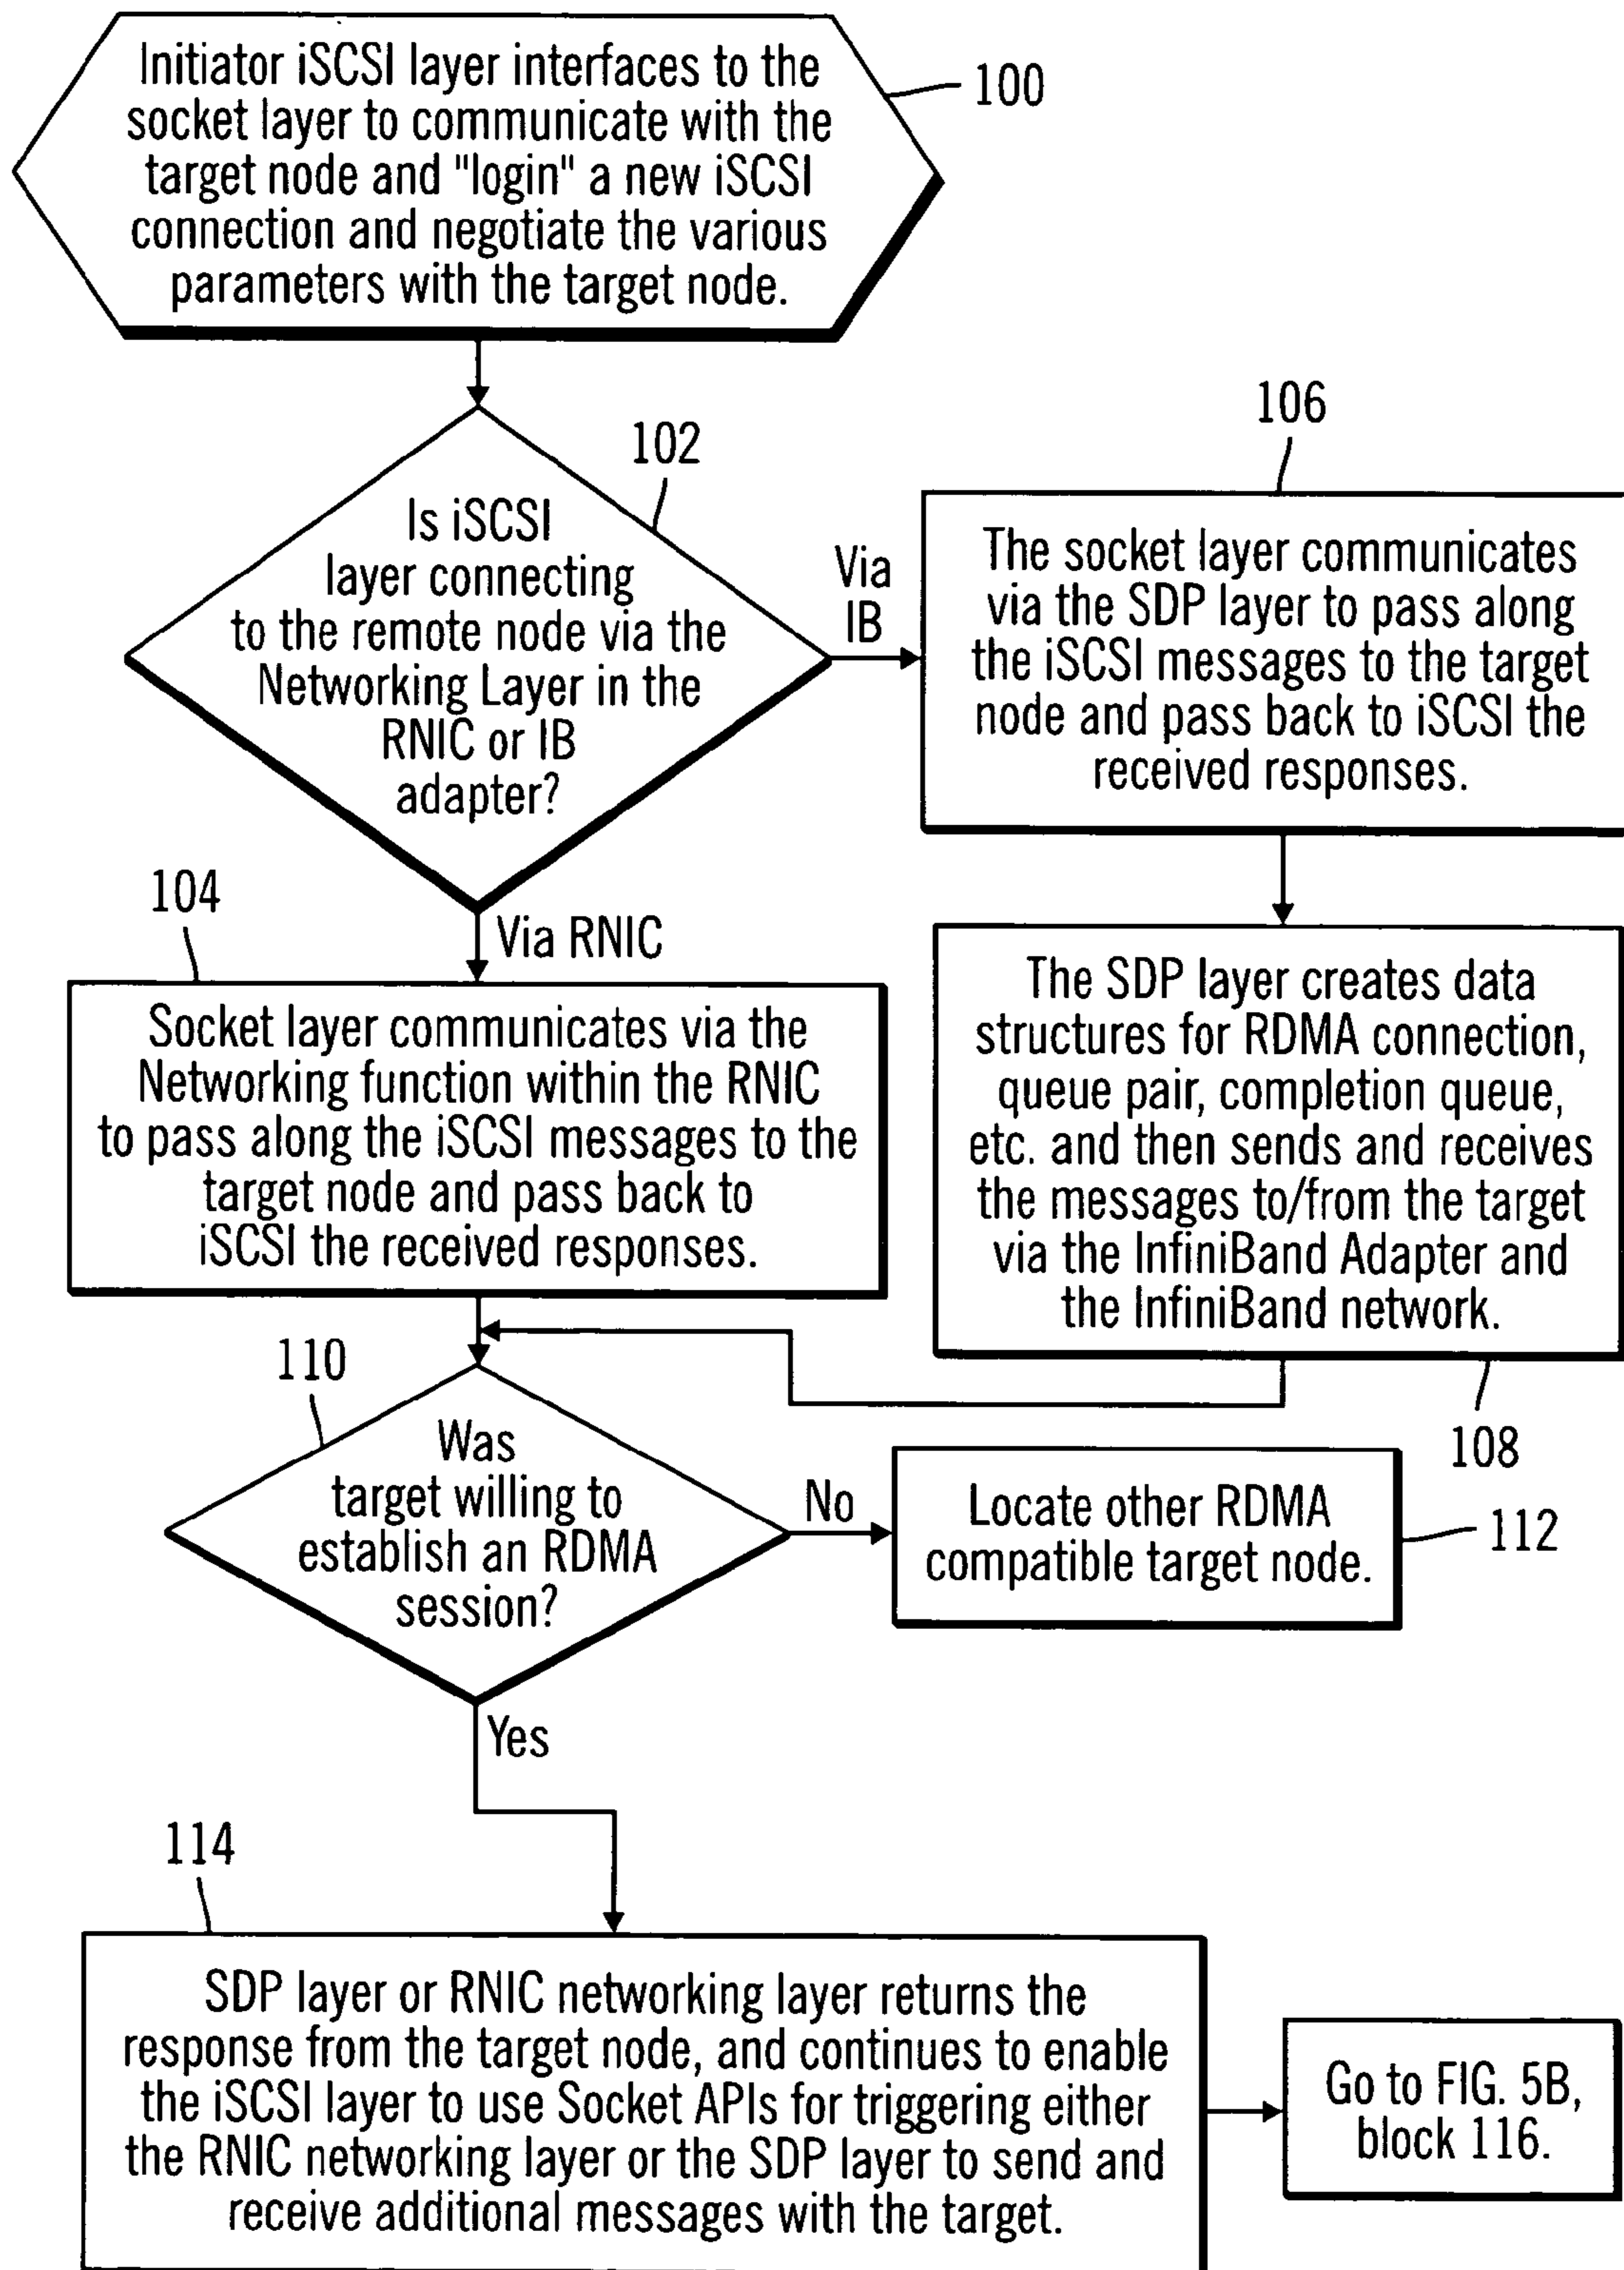 Initiator iSCSI layer interfaces to the
socket layer to communicate with the
target node and "login" a new iSCSI
connection and negotiate the various
parameters with the target node.
100
102
Is iSCSI
layer connecting
to the remote node via the
Networking Layer in the
RNIC or IB
adapter?
Via
IB
106
The socket layer communicates
via the SDP layer to pass along
the iSCSI messages to the target
node and pass back to iSCSI the
received responses.
104
Via RNIC
Socket layer communicates via the
Networking function within the RNIC
to pass along the iSCSI messages to the
target node and pass back to
iSCSI the received responses.
The SDP layer creates data
structures for RDMA connection,
queue pair, completion queue,
etc. and then sends and receives
the messages to/from the target
via the InfiniBand Adapter and
the InfiniBand network.
108
110
Was
target willing to
establish an RDMA
session?
No
Locate other RDMA
compatible target node.
112
Yes
114
SDP layer or RNIC networking layer returns the
response from the target node, and continues to enable
the iSCSI layer to use Socket APIs for triggering either
the RNIC networking layer or the SDP layer to send and
receive additional messages with the target.
Go to FIG. 5B,
block 116.